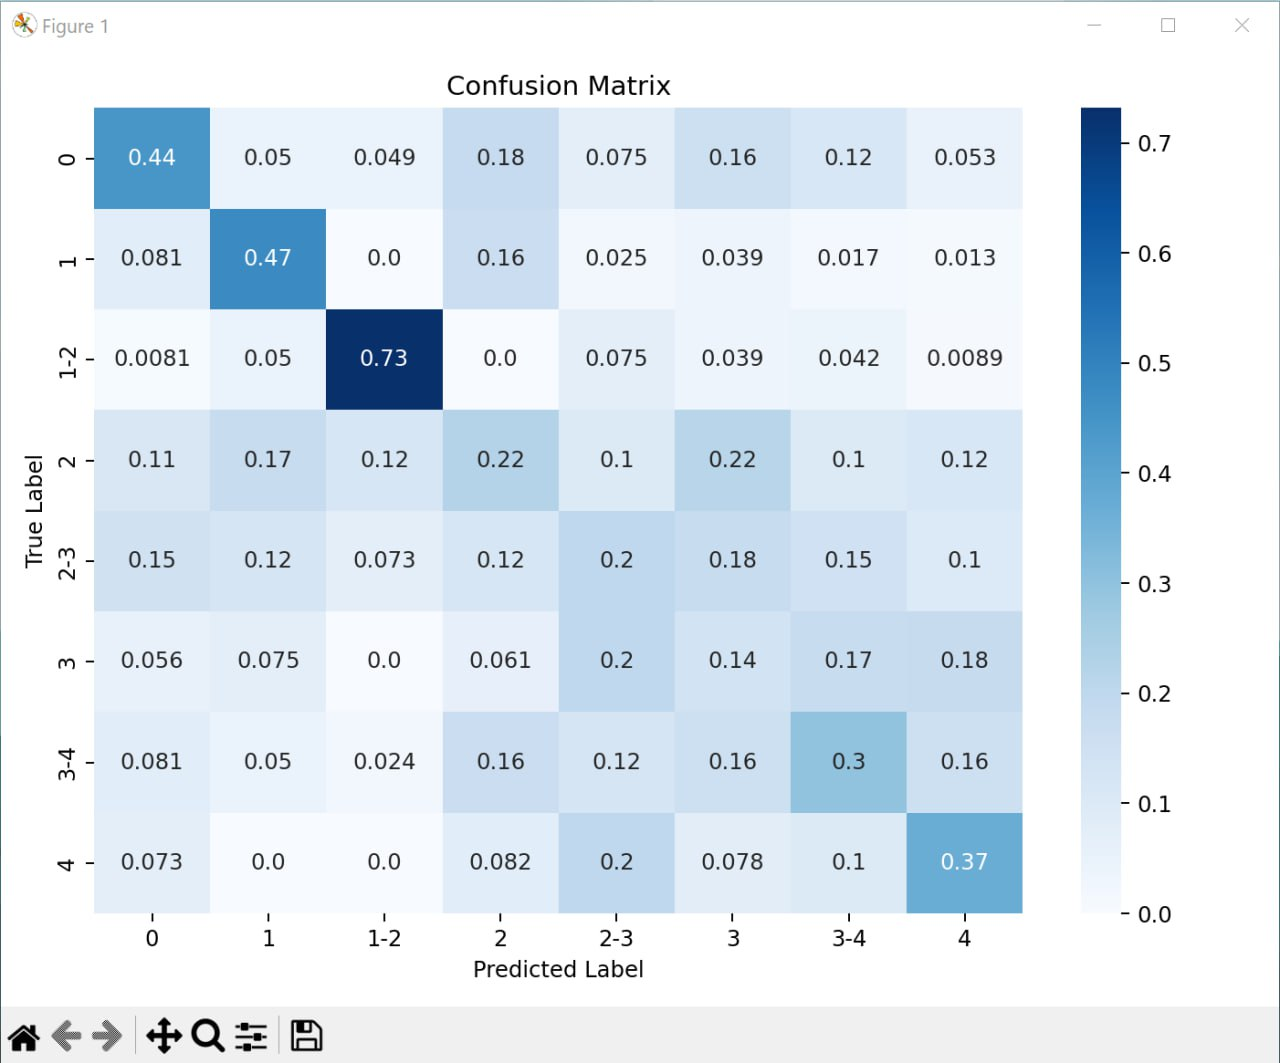 Figure 1
Confusion Matrix
0 0.44 0.05 0.049 0.18 0.075 0.16 0.12 0.053
1 0.081 0.47 0.0 0.16 0.025 0.039 0.017 0.013
1-2 0.0081 0.05 0.73 0.0 0.075 0.039 0.042 0.0089
2 0.11 0.17 0.12 0.22 0.1 0.22 0.1 0.12
2-3 0.15 0.12 0.073 0.12 0.2 0.18 0.15 0.1
3 0.056 0.075 0.0 0.061 0.2 0.14 0.17 0.18
3-4 0.081 0.05 0.024 0.16 0.12 0.16 0.3 0.16
4 0.073 0.0 0.0 0.082 0.2 0.078 0.1 0.37
0 1 1-2 2 2-3 3 3-4 4
Predicted Label
True Label
0.7
0.6
0.5
0.4
0.3
0.2
0.1
0.0